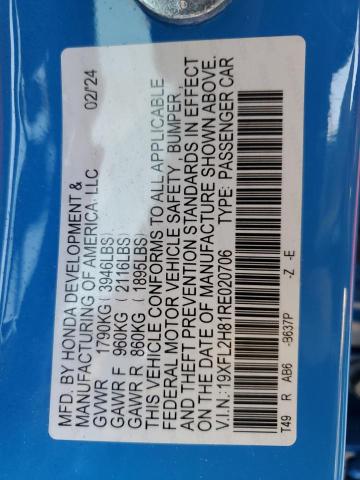 MFD. BY HONDA DEVELOPMENT & 02/'24
MANUFACTURING OF AMERICA, LLC
GVWR 1790KG ( 3946LBS)
GAWR F 960KG ( 2116LBS)
GAWR R 860KG ( 1895LBS)
THIS VEHICLE CONFORMS TO ALL APPLICABLE
FEDERAL MOTOR VEHICLE SAFETY, BUMPER,
AND THEFT PREVENTION STANDARDS IN EFFECT
ON THE DATE OF MANUFACTURE SHOWN ABOVE.
V.I.N.:19XFL2H81RE020706 TYPE: PASSENGER CAR
T49 R AB6 -B637P -Z -E